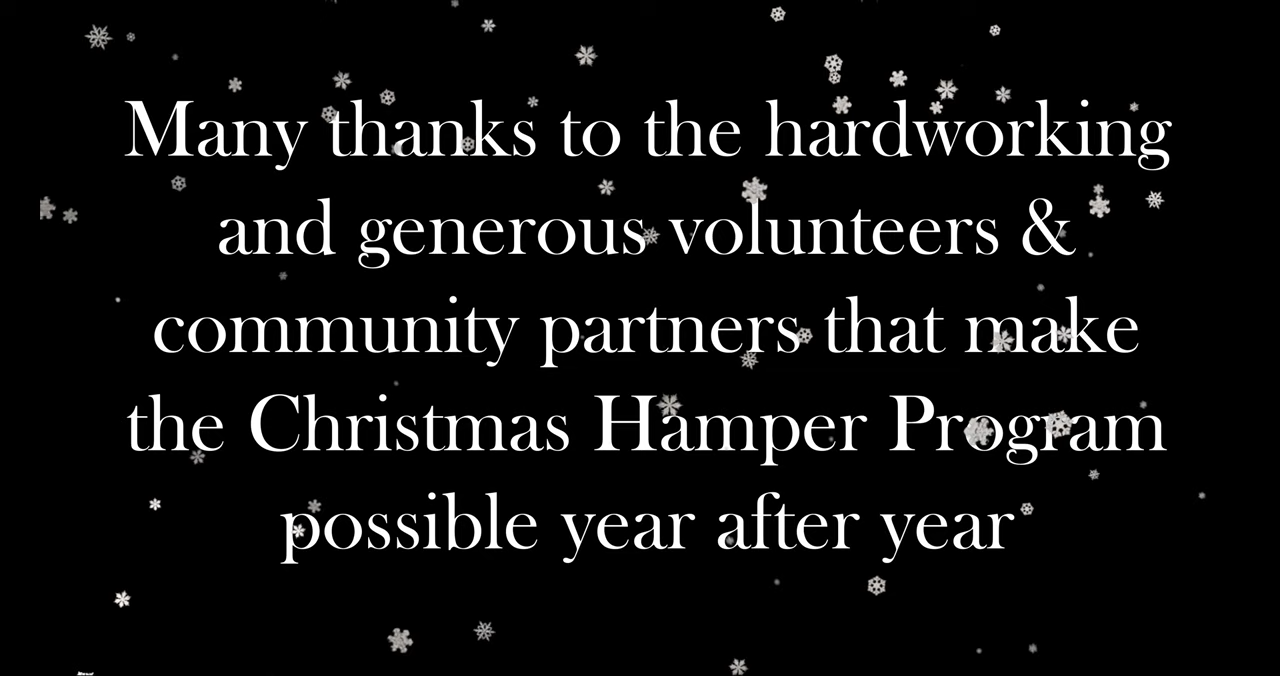 Many thanks to the hardworking
and generous volunteers &
community partners that make
the Christmas Hamper Program
possible year after year